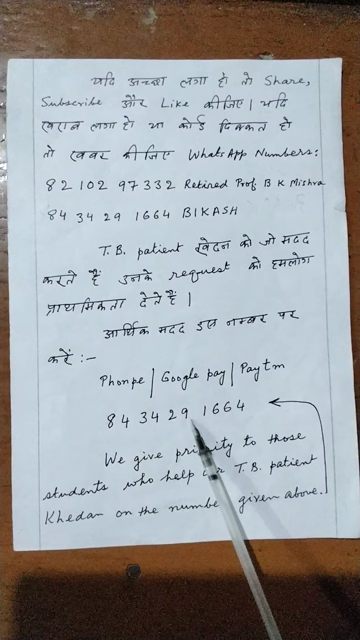 यदि अच्छा लगा हो तो Share,
Subscribe और Like कीजिए। यदि
खराब लगा हो या कोई दिक्कत हो
तो खबर कीजिए WhatsApp Numbers:
82 102 97332 Retired Prof B K Mishra
84 34 29 1664 BIKASH
T.B. patient खेदन को जो मदद
करते हैं उनके request को हमलोग
प्राथमिकता देते हैं।
आर्थिक मदद इस नम्बर पर
करें :-
Phonpe | Google pay | Paytm
84 34 29 1664
We give priority to those
students who help our T.B. patient
Khedan on the number given above.